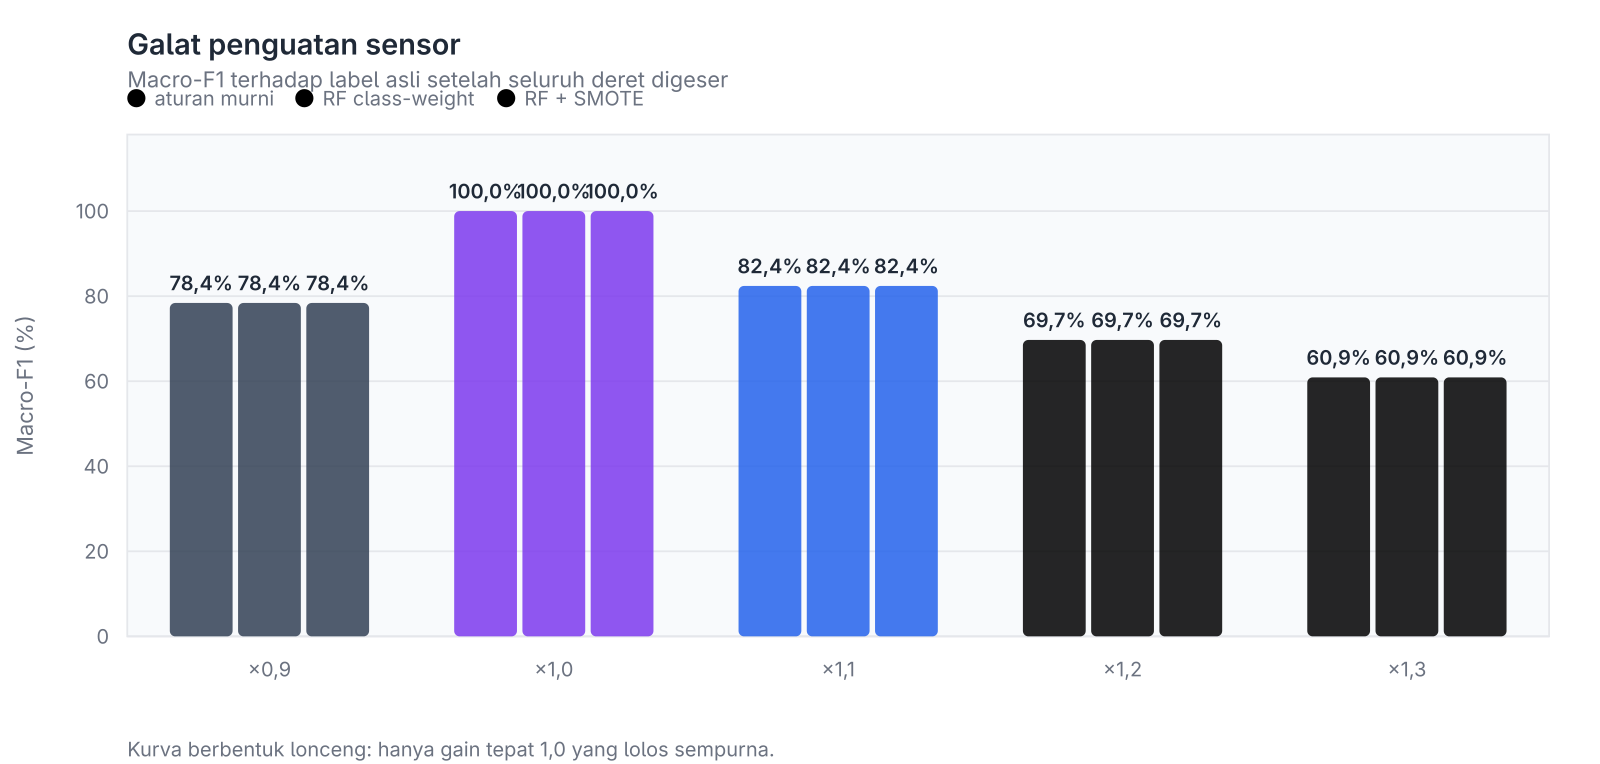 Galat penguatan sensor
Macro-F1 terhadap label asli setelah seluruh deret digeser
aturan murni RF class-weight RF + SMOTE
Macro-F1 (%)
100
80
60
40
20
0
78,4% 78,4% 78,4%
100,0% 100,0% 100,0%
82,4% 82,4% 82,4%
69,7% 69,7% 69,7%
60,9% 60,9% 60,9%
×0,9 ×1,0 ×1,1 ×1,2 ×1,3
Kurva berbentuk lonceng: hanya gain tepat 1,0 yang lolos sempurna.